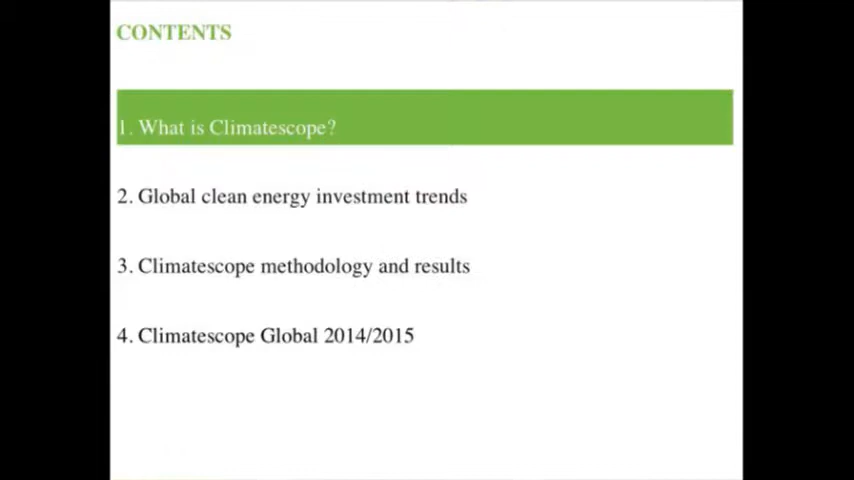 CONTENTS
1. What is Climatescope?
2. Global clean energy investment trends
3. Climatescope methodology and results
4. Climatescope Global 2014/2015